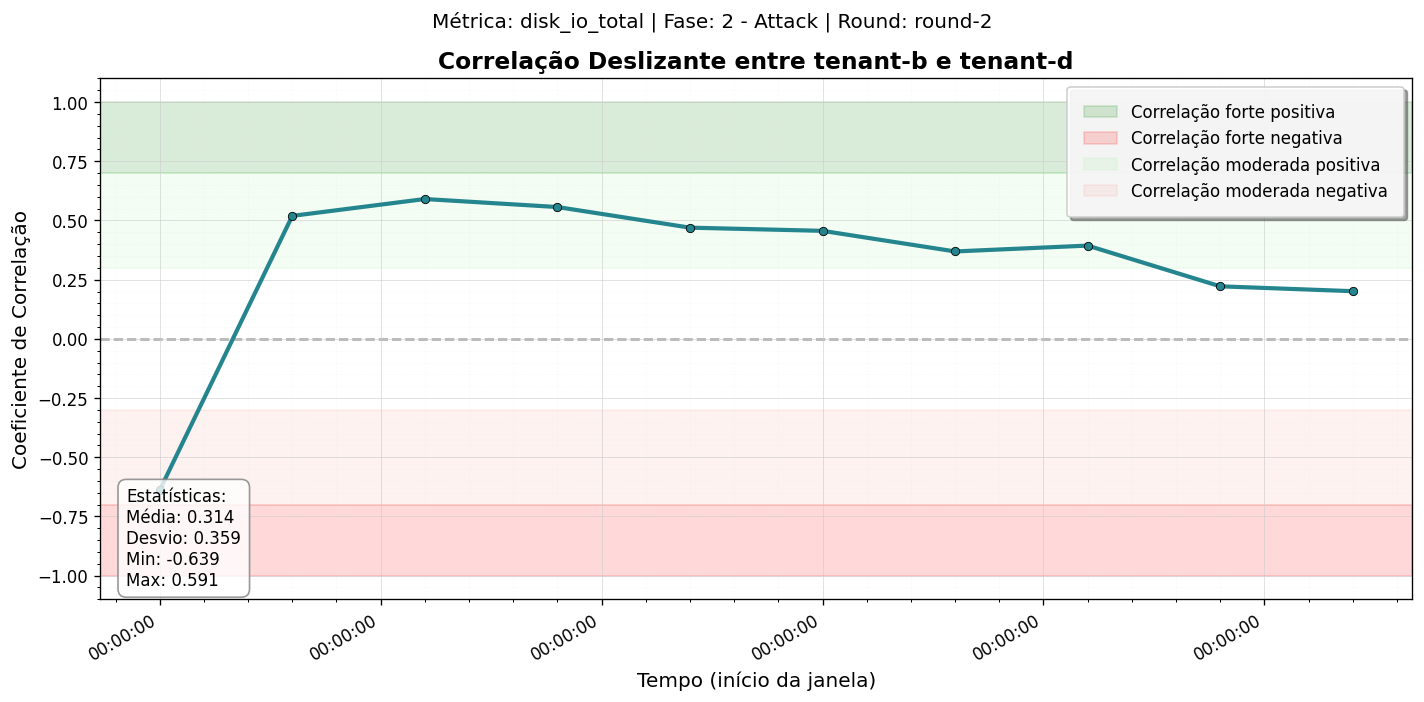 Métrica: disk_io_total | Fase: 2 - Attack | Round: round-2
Correlação Deslizante entre tenant-b e tenant-d
Correlação forte positiva
Correlação forte negativa
Correlação moderada positiva
Correlação moderada negativa
Coeficiente de Correlação
1.00
0.75
0.50
0.25
0.00
−0.25
−0.50
−0.75
−1.00
Estatísticas:
Média: 0.314
Desvio: 0.359
Min: -0.639
Max: 0.591
00:00:00
00:00:00
00:00:00
00:00:00
00:00:00
00:00:00
Tempo (início da janela)